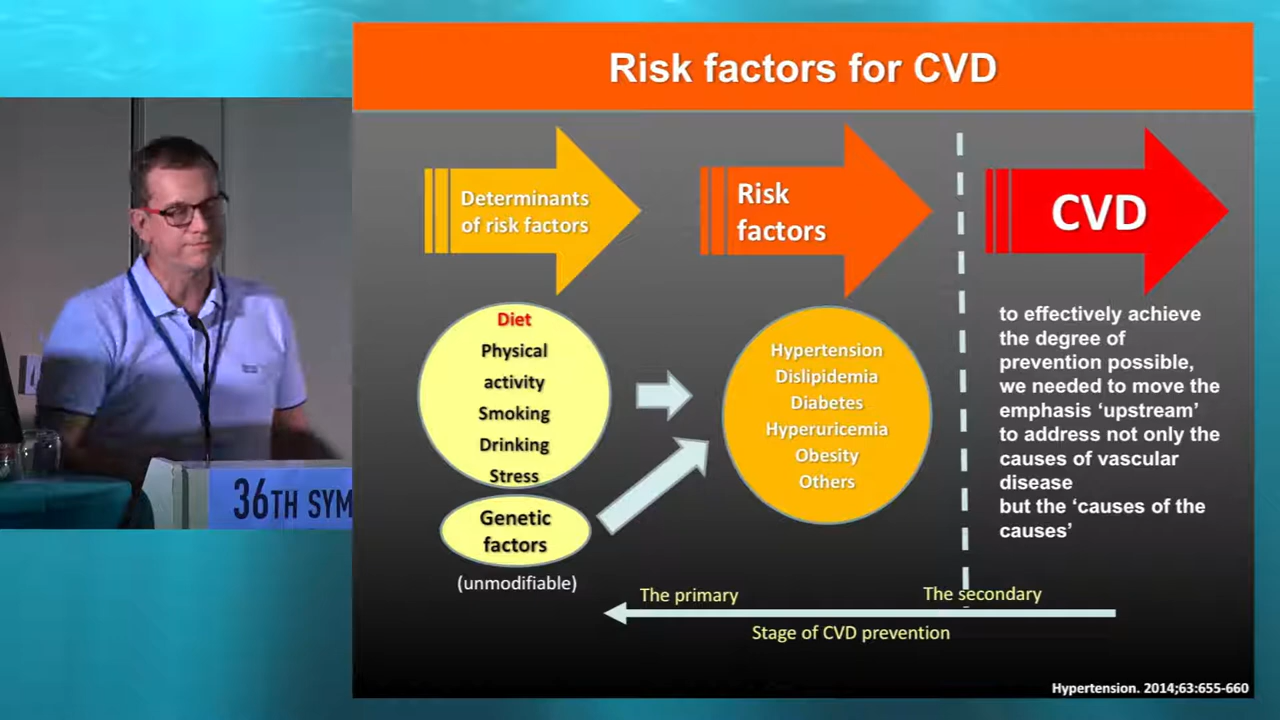 Risk factors for CVD
Determinants
of risk factors
Risk
factors
CVD
Diet
Physical
activity
Smoking
Drinking
Stress
Genetic
factors
(unmodifiable)
Hypertension
Dislipidemia
Diabetes
Hyperuricemia
Obesity
Others
to effectively achieve
the degree of
prevention possible,
we needed to move the
emphasis ‘upstream’
to address not only the
causes of vascular
disease
but the ‘causes of the
causes’
The primary
The secondary
Stage of CVD prevention
Hypertension. 2014;63:655-660
36TH SYM